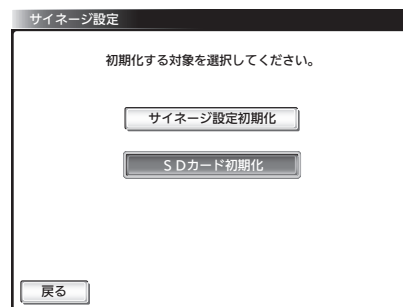 サイネージ設定
初期化する対象を選択してください。
サイネージ設定初期化
ＳＤカード初期化
戻る